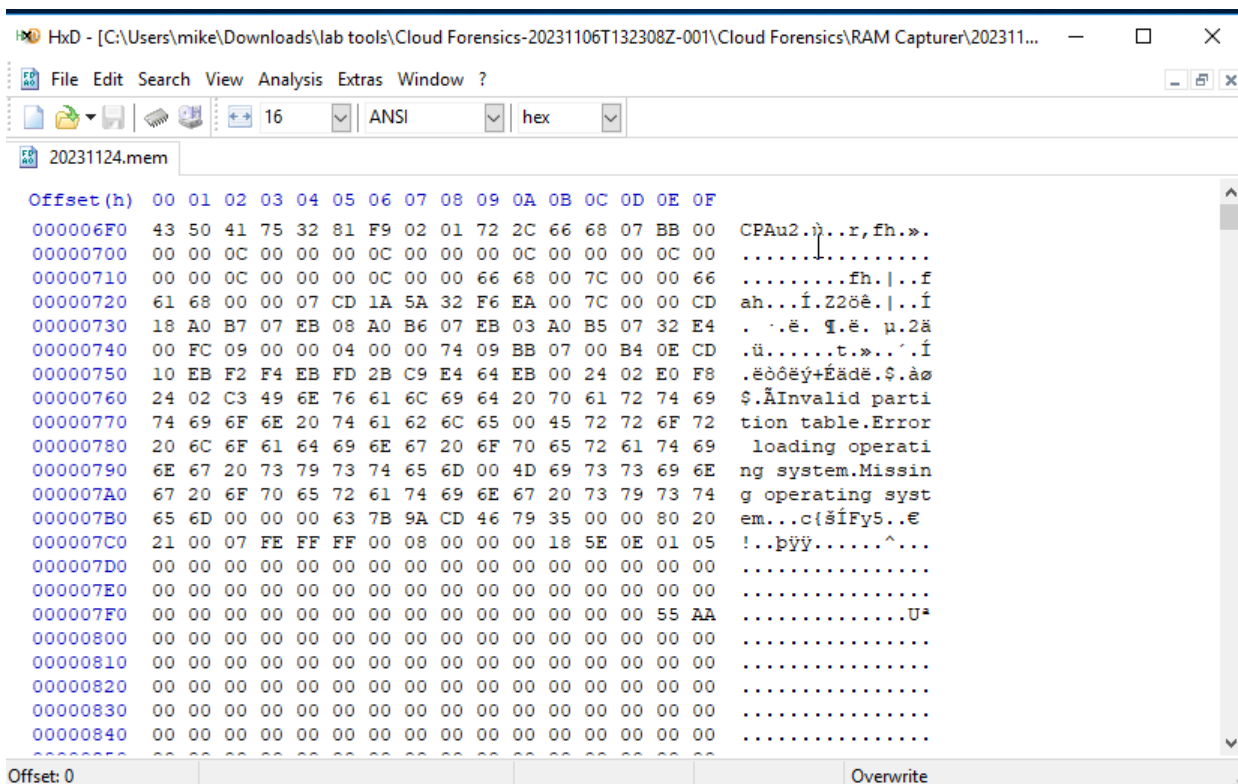 HxD - [C:\Users\mike\Downloads\lab tools\Cloud Forensics-20231106T132308Z-001\Cloud Forensics\RAM Capturer\202311...
File Edit Search View Analysis Extras Window ?
16 ANSI hex
20231124.mem
Offset(h) 00 01 02 03 04 05 06 07 08 09 0A 0B 0C 0D 0E 0F
000006F0 43 50 41 75 32 81 F9 02 01 72 2C 66 68 07 BB 00 CPAu2.ù..r,fh.».
00000700 00 00 0C 00 00 00 0C 00 00 00 0C 00 00 00 0C 00 ................
00000710 00 00 0C 00 00 00 0C 00 00 66 68 00 7C 00 00 66 .........fh.|..f
00000720 61 68 00 00 07 CD 1A 5A 32 F6 EA 00 7C 00 00 CD ah...Í.Z2öê.|..Í
00000730 18 A0 B7 07 EB 08 A0 B6 07 EB 03 A0 B5 07 32 E4 . ·.ë. ¶.ë. µ.2ä
00000740 00 FC 09 00 00 04 00 00 74 09 BB 07 00 B4 0E CD .ü......t.»..´.Í
00000750 10 EB F2 F4 EB FD 2B C9 E4 64 EB 00 24 02 E0 F8 .ëòôëý+Éädë.$.àø
00000760 24 02 C3 49 6E 76 61 6C 69 64 20 70 61 72 74 69 $.ÃInvalid parti
00000770 74 69 6F 6E 20 74 61 62 6C 65 00 45 72 72 6F 72 tion table.Error
00000780 20 6C 6F 61 64 69 6E 67 20 6F 70 65 72 61 74 69 loading operati
00000790 6E 67 20 73 79 73 74 65 6D 00 4D 69 73 73 69 6E ng system.Missin
000007A0 67 20 6F 70 65 72 61 74 69 6E 67 20 73 79 73 74 g operating syst
000007B0 65 6D 00 00 00 63 7B 9A CD 46 79 35 00 00 80 20 em...c{šÍFy5..€
000007C0 21 00 07 FE FF FF 00 08 00 00 00 18 5E 0E 01 05 !..þÿÿ......^...
000007D0 00 00 00 00 00 00 00 00 00 00 00 00 00 00 00 00 ................
000007E0 00 00 00 00 00 00 00 00 00 00 00 00 00 00 00 00 ................
000007F0 00 00 00 00 00 00 00 00 00 00 00 00 00 00 55 AA ..............Uª
00000800 00 00 00 00 00 00 00 00 00 00 00 00 00 00 00 00 ................
00000810 00 00 00 00 00 00 00 00 00 00 00 00 00 00 00 00 ................
00000820 00 00 00 00 00 00 00 00 00 00 00 00 00 00 00 00 ................
00000830 00 00 00 00 00 00 00 00 00 00 00 00 00 00 00 00 ................
00000840 00 00 00 00 00 00 00 00 00 00 00 00 00 00 00 00 ................
Offset: 0 Overwrite